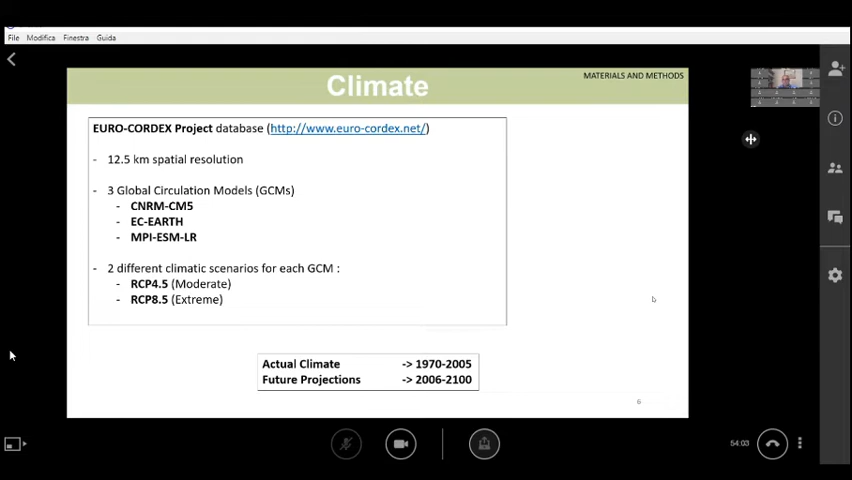 File Modifica Finestra Guida
MATERIALS AND METHODS
Climate
EURO-CORDEX Project database (http://www.euro-cordex.net/)
- 12.5 km spatial resolution
- 3 Global Circulation Models (GCMs)
- CNRM-CM5
- EC-EARTH
- MPI-ESM-LR
- 2 different climatic scenarios for each GCM :
- RCP4.5 (Moderate)
- RCP8.5 (Extreme)
Actual Climate -> 1970-2005
Future Projections -> 2006-2100
6
54:03